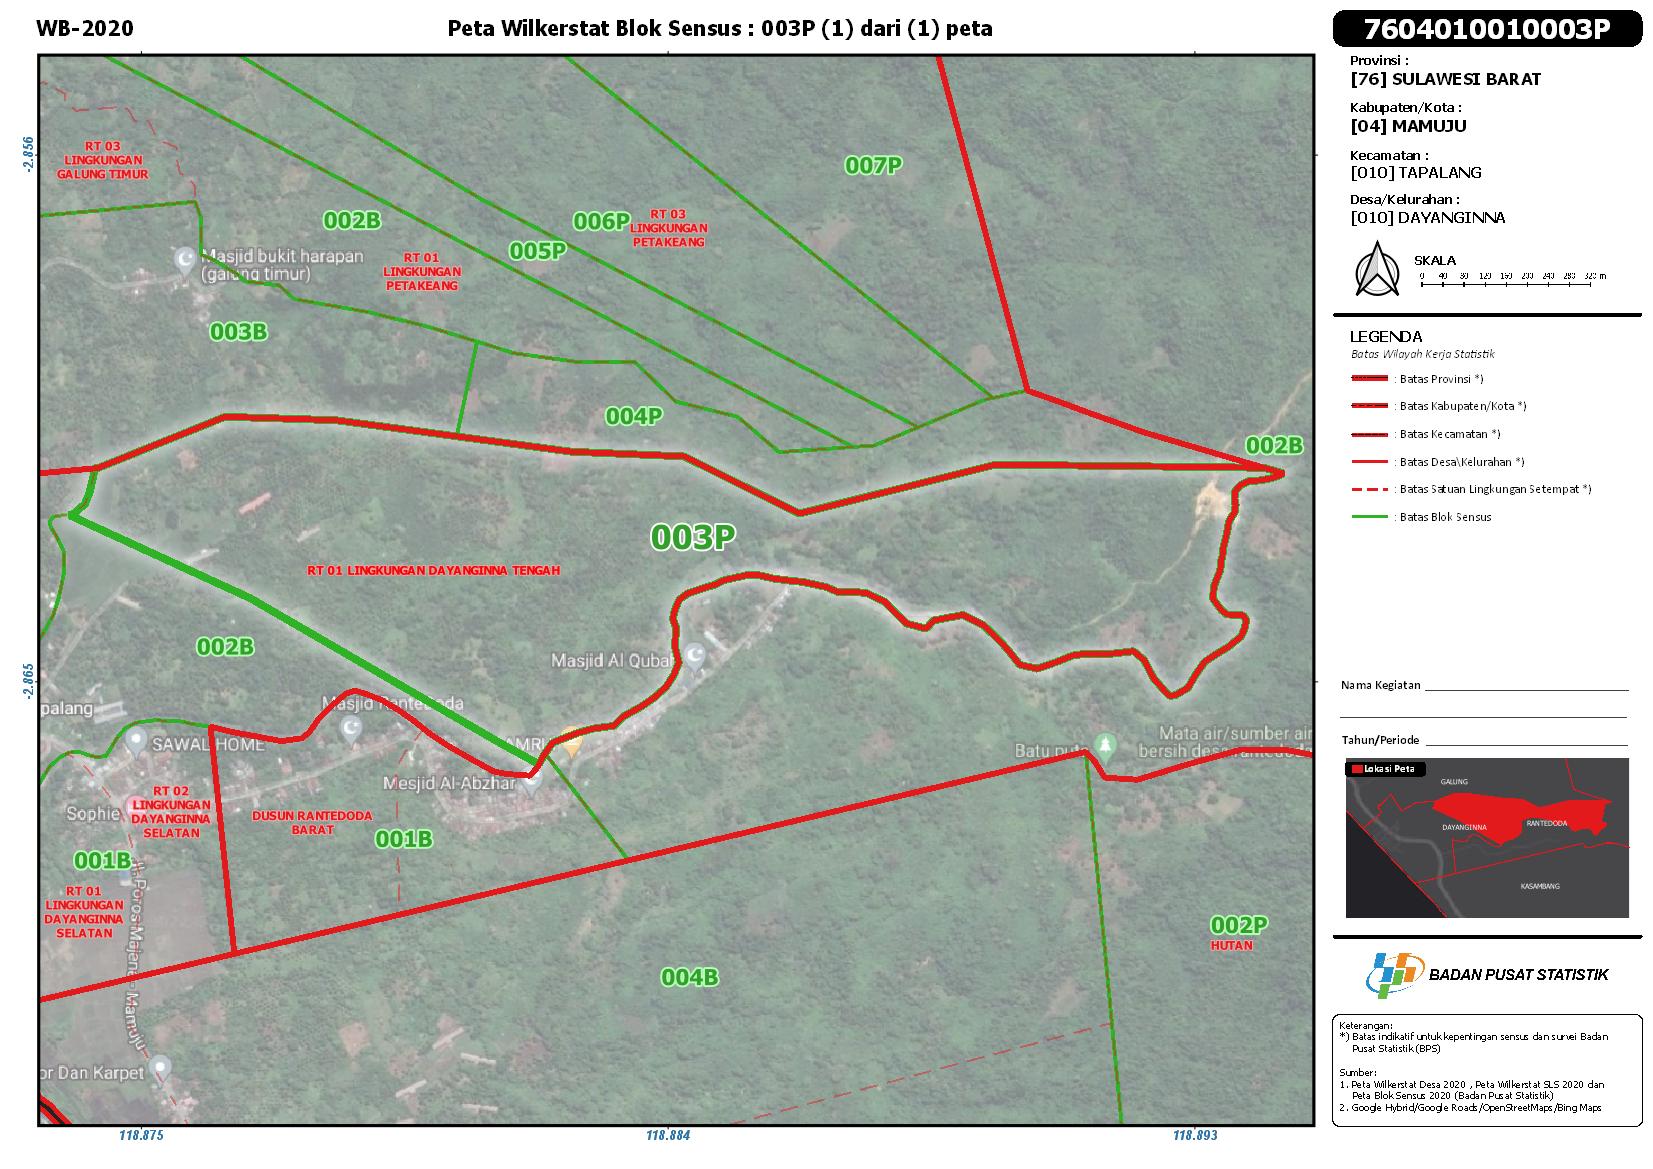 WB-2020
Peta Wilkerstat Blok Sensus : 003P (1) dari (1) peta
7604010010003P
Provinsi :
[76] SULAWESI BARAT
Kabupaten/Kota :
[04] MAMUJU
Kecamatan :
[010] TAPALANG
Desa/Kelurahan :
[010] DAYANGINNA
SKALA
0 40 80 120 160 200 240 280 320 m
LEGENDA
Batas Wilayah Kerja Statistik
: Batas Provinsi *)
: Batas Kabupaten/Kota *)
: Batas Kecamatan *)
: Batas Desa\Kelurahan *)
: Batas Satuan Lingkungan Setempat *)
: Batas Blok Sensus
Nama Kegiatan
Tahun/Periode
Lokasi Peta
GALUNG
DAYANGINNA
RANTEDODA
KASAMBANG
BADAN PUSAT STATISTIK
Keterangan:
*) Batas indikatif untuk kepentingan sensus dan survei Badan
Pusat Statistik (BPS)
Sumber:
1. Peta Wilkerstat Desa 2020 , Peta Wilkerstat SLS 2020 dan
Peta Blok Sensus 2020 (Badan Pusat Statistik)
2. Google Hybrid/Google Roads/OpenStreetMaps/Bing Maps
-2.856
-2.865
118.875
118.884
118.893
RT 03
LINGKUNGAN
GALUNG TIMUR
002B
007P
006P
RT 03
LINGKUNGAN
PETAKEANG
005P
RT 01
LINGKUNGAN
PETAKEANG
Masjid bukit harapan
(galung timur)
003B
004P
002B
003P
RT 01 LINGKUNGAN DAYANGINNA TENGAH
002B
Masjid Al Quba
palang
Masjid Rantedoda
SAWAL HOME
AMRI
Mesjid Al-Abzhar
Mata air/sumber air
bersih desa rantedoda
RT 02
LINGKUNGAN
DAYANGINNA
SELATAN
Sophie
DUSUN RANTEDODA
BARAT
001B
001B
RT 01
LINGKUNGAN
DAYANGINNA
SELATAN
Jl. Poros Majene - Mamuju
002P
HUTAN
004B
or Dan Karpet